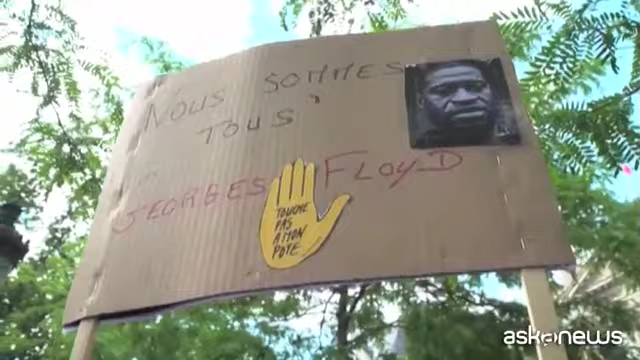 NOUS SOMMES
TOUS
GEORGES FLOYD
TOUCHE
PAS
A MON
POTE
askanews